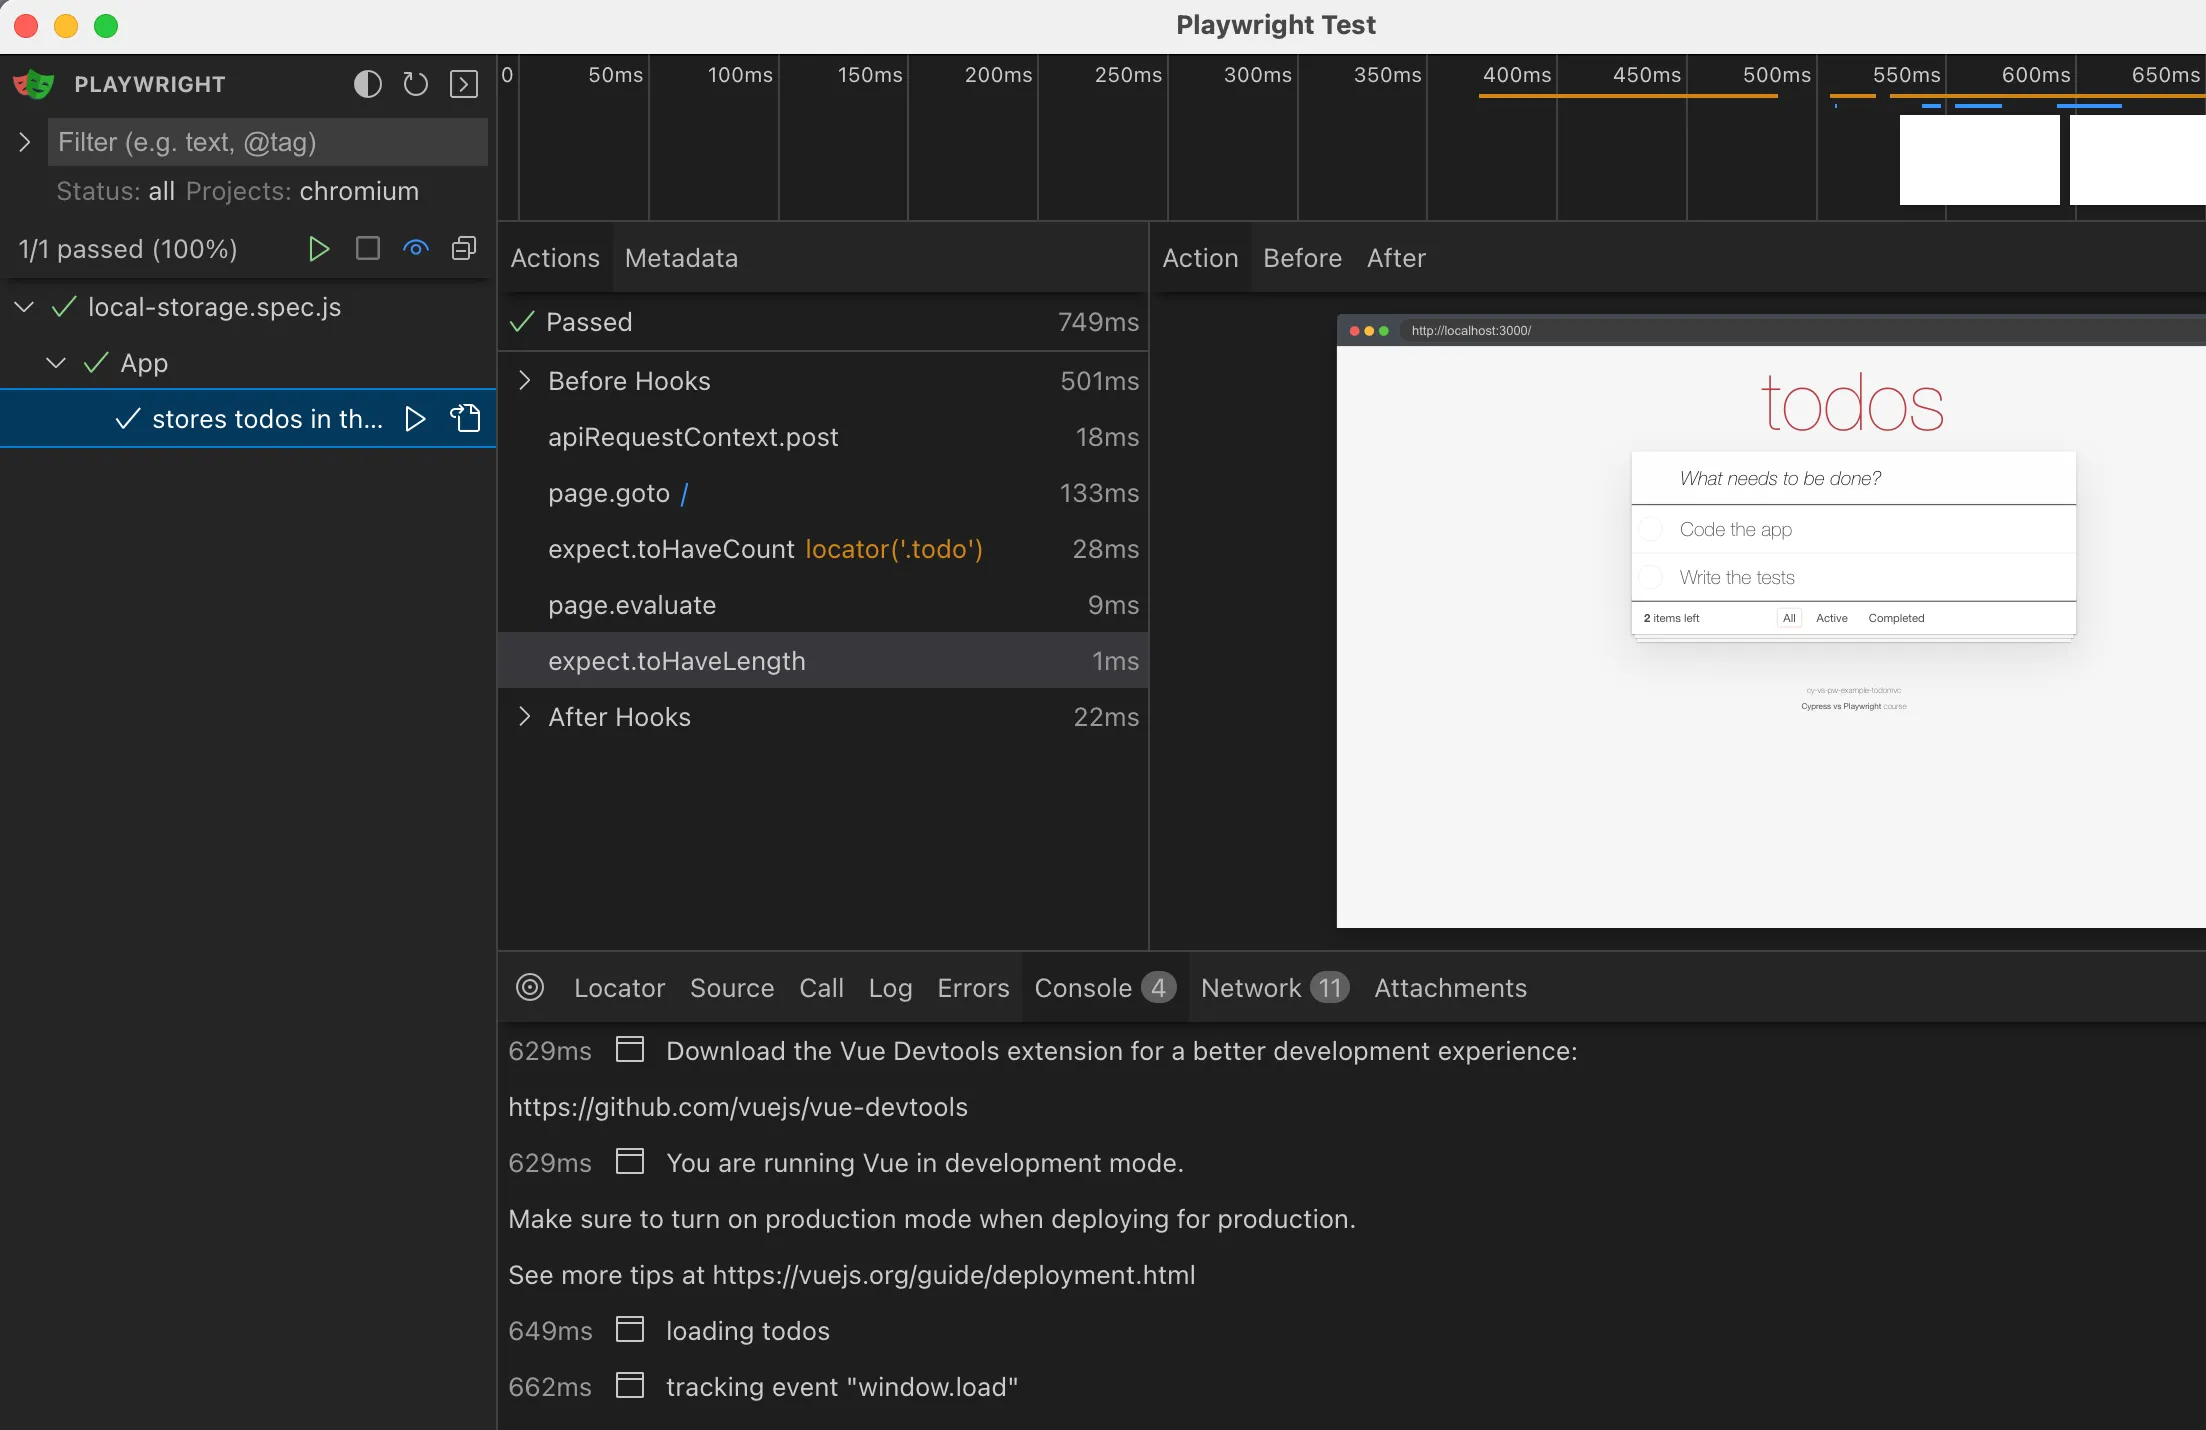 Playwright Test
PLAYWRIGHT
Filter (e.g. text, @tag)
Status: all Projects: chromium
1/1 passed (100%)
local-storage.spec.js
App
stores todos in th...
0 50ms 100ms 150ms 200ms 250ms 300ms 350ms 400ms 450ms 500ms 550ms 600ms 650ms
Actions Metadata
Passed 749ms
Before Hooks 501ms
apiRequestContext.post 18ms
page.goto / 133ms
expect.toHaveCount locator('.todo') 28ms
page.evaluate 9ms
expect.toHaveLength 1ms
After Hooks 22ms
Action Before After
http://localhost:3000/
todos
What needs to be done?
Code the app
Write the tests
2 items left All Active Completed
cy-vs-pw-example-todomvc
Cypress vs Playwright course
Locator Source Call Log Errors Console 4 Network 11 Attachments
629ms Download the Vue Devtools extension for a better development experience:
https://github.com/vuejs/vue-devtools
629ms You are running Vue in development mode.
Make sure to turn on production mode when deploying for production.
See more tips at https://vuejs.org/guide/deployment.html
649ms loading todos
662ms tracking event "window.load"